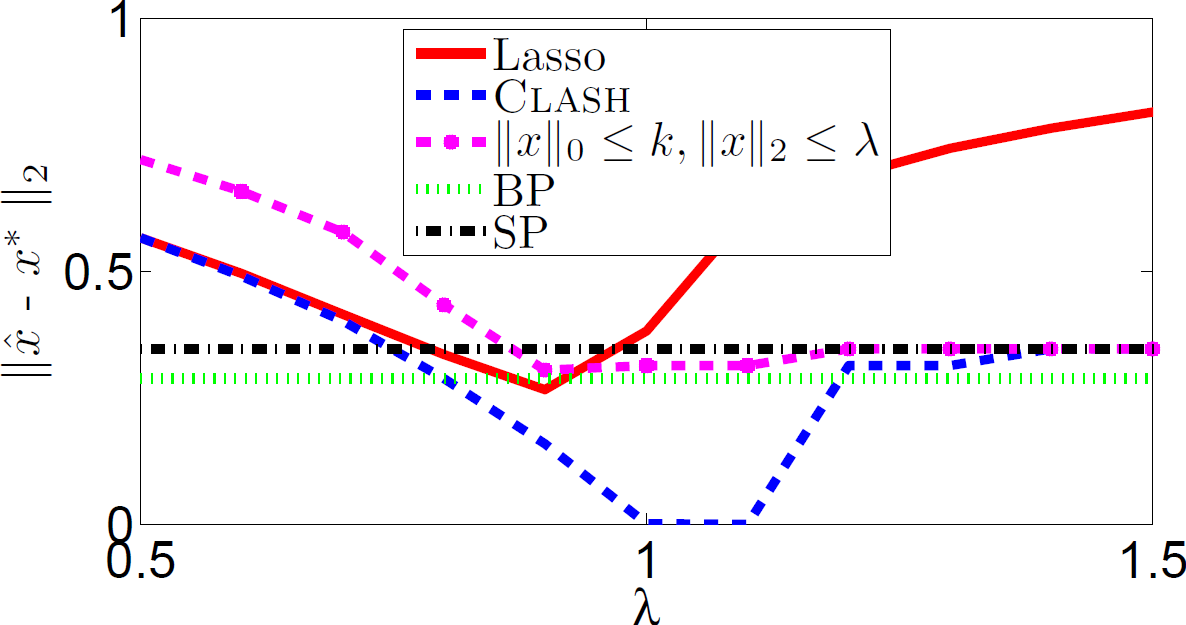 1
Lasso
CLASH
‖x‖₀ ≤ k, ‖x‖₂ ≤ λ
BP
SP
‖x̂ - x*‖₂
0.5
0
0.5
1
1.5
λ